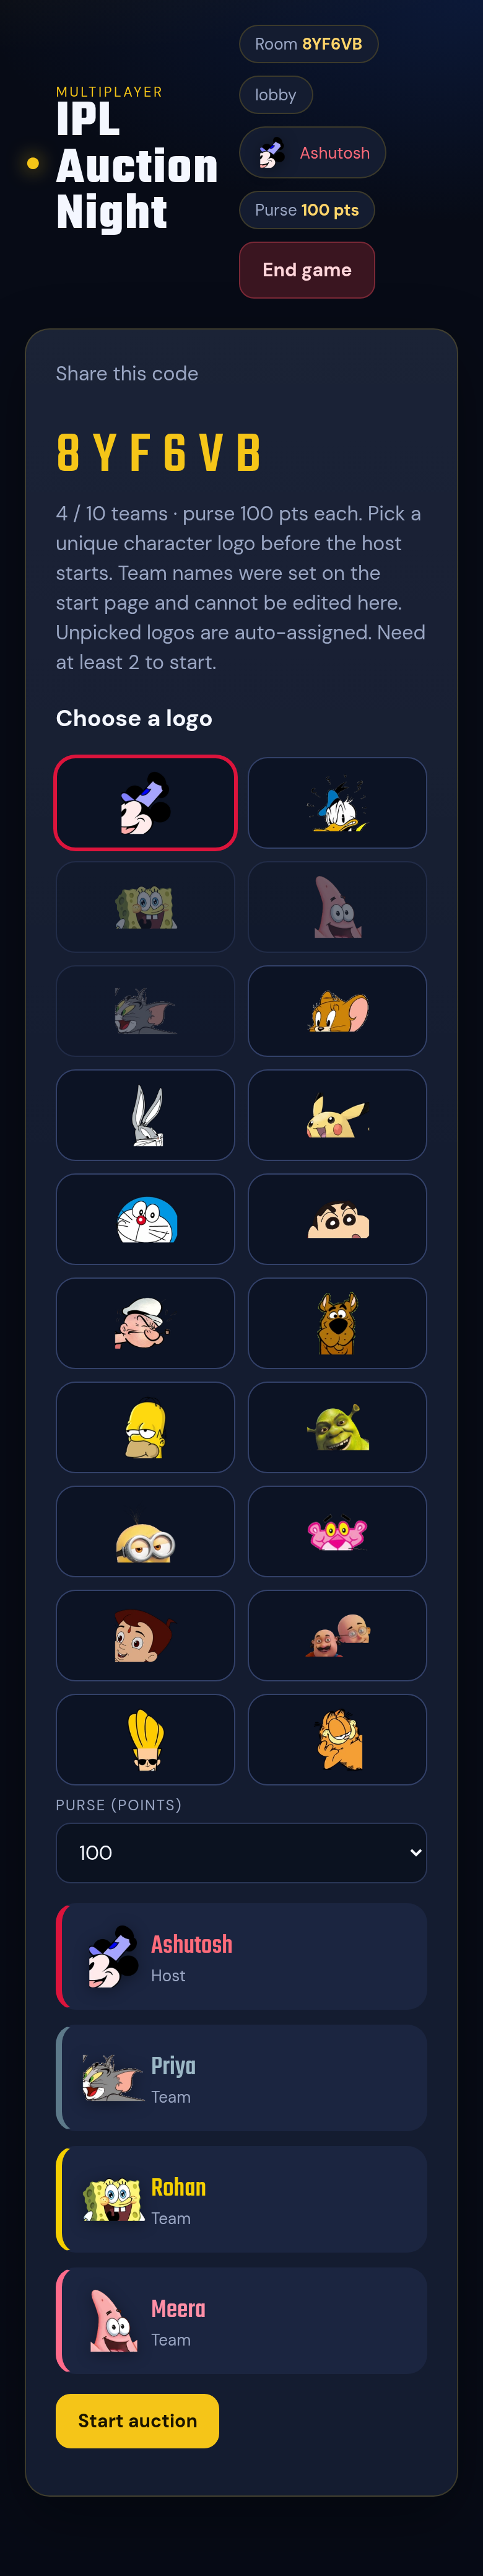 MULTIPLAYER
IPL
Auction
Night
Room 8YF6VB
lobby
Ashutosh
Purse 100 pts
End game
Share this code
8YF6VB
4 / 10 teams · purse 100 pts each. Pick a
unique character logo before the host
starts. Team names were set on the
start page and cannot be edited here.
Unpicked logos are auto-assigned. Need
at least 2 to start.
Choose a logo
PURSE (POINTS)
100
Ashutosh
Host
Priya
Team
Rohan
Team
Meera
Team
Start auction